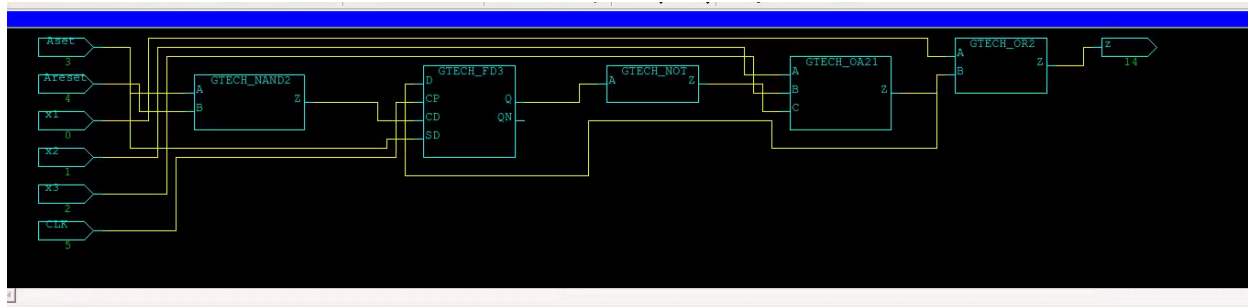 Aset
3
Areset
4
x1
0
x2
1
x3
2
CLK
5
GTECH_NAND2
A
B
Z
GTECH_FD3
D
CP
CD
SD
Q
QN
GTECH_NOT
A
Z
GTECH_OA21
A
B
C
Z
GTECH_OR2
A
B
Z
z
14